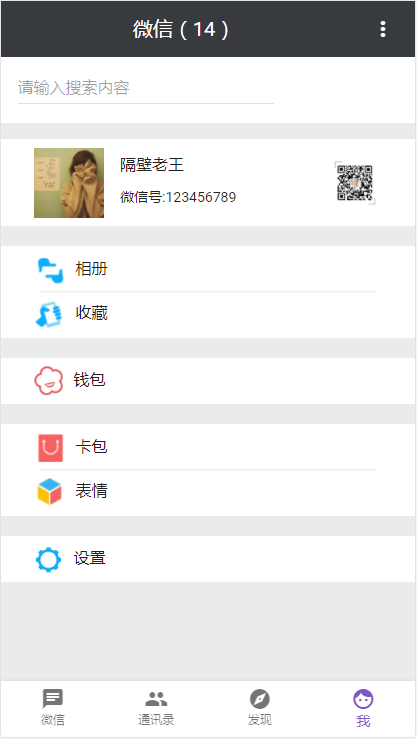 微信（14）
请输入搜索内容
隔壁老王
微信号:123456789
相册
收藏
钱包
卡包
表情
设置
微信 通讯录 发现 我